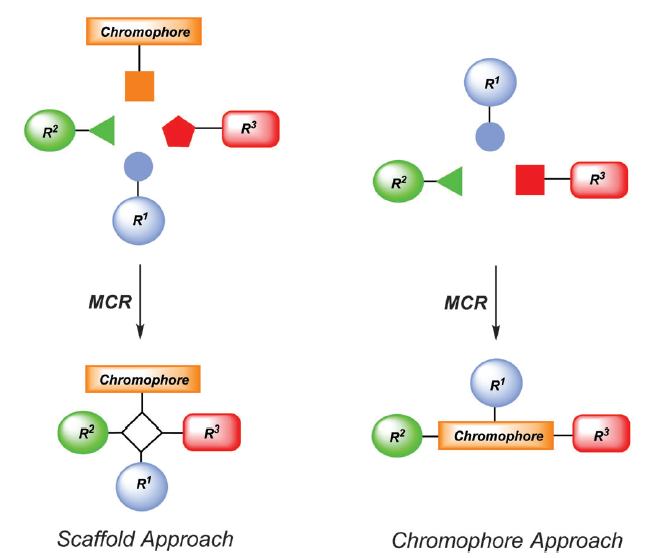 Chromophore
R²
R³
R¹
MCR
Chromophore
R²
R³
R¹
Scaffold Approach
R¹
R²
R³
MCR
R¹
R²
Chromophore
R³
Chromophore Approach